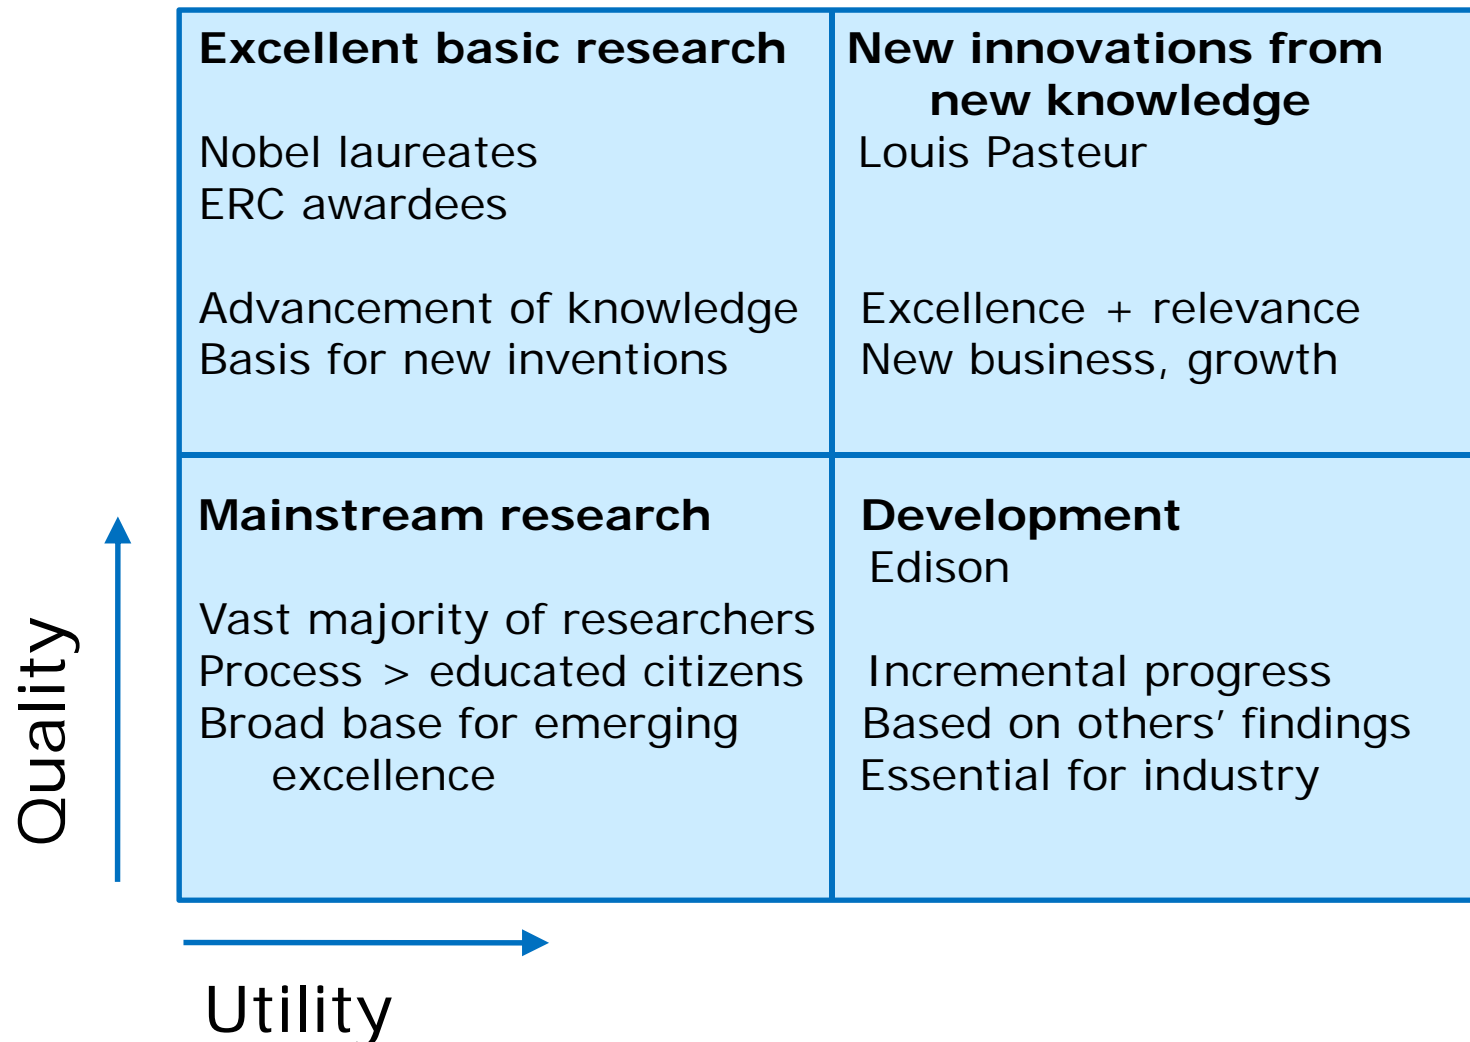 Excellent basic research
Nobel laureates
ERC awardees
Advancement of knowledge
Basis for new inventions
New innovations from
new knowledge
Louis Pasteur
Excellence + relevance
New business, growth
Mainstream research
Vast majority of researchers
Process > educated citizens
Broad base for emerging
excellence
Development
Edison
Incremental progress
Based on others’ findings
Essential for industry
Quality
Utility